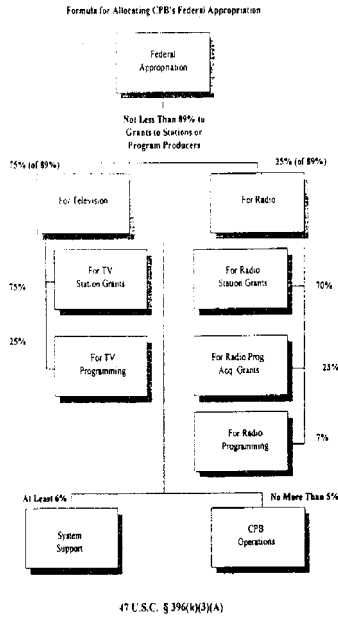 Formula for Allocating CPB's Federal Appropriation
Federal
Appropriation
Not Less Than 89% to
Grants to Stations or
Program Producers
75% (of 89%)
25% (of 89%)
For Television
For Radio
For TV
Station Grants
75%
For Radio
Station Grants
70%
25%
For TV
Programming
For Radio Prog
Acq. Grants
23%
For Radio
Programming
7%
At Least 6%
No More Than 5%
System
Support
CPB
Operations
47 U.S.C. § 396(k)(3)(A)